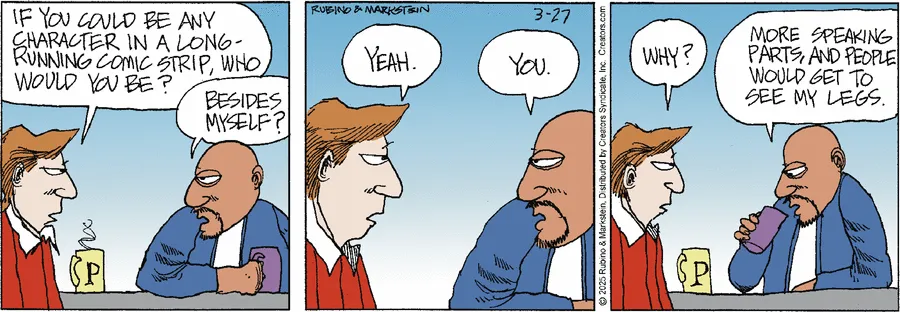 IF YOU COULD BE ANY
CHARACTER IN A LONG-
RUNNING COMIC STRIP, WHO
WOULD YOU BE?
BESIDES
MYSELF?
P
RUBINO & MARKSTEIN
3-27
YEAH.
YOU.
© 2025 Rubino & Markstein, Distributed by Creators Syndicate, Inc. Creators.com
WHY?
MORE SPEAKING
PARTS, AND PEOPLE
WOULD GET TO
SEE MY LEGS.
P